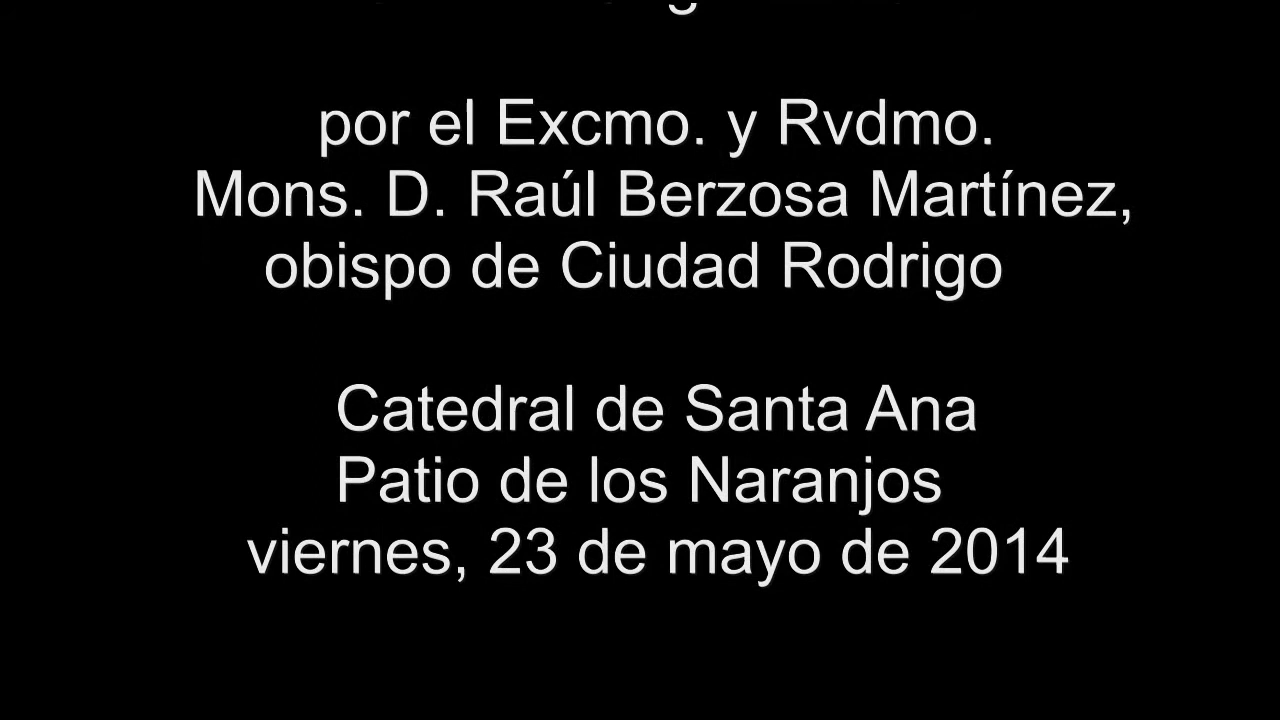 por el Excmo. y Rvdmo.
Mons. D. Raúl Berzosa Martínez,
obispo de Ciudad Rodrigo
Catedral de Santa Ana
Patio de los Naranjos
viernes, 23 de mayo de 2014